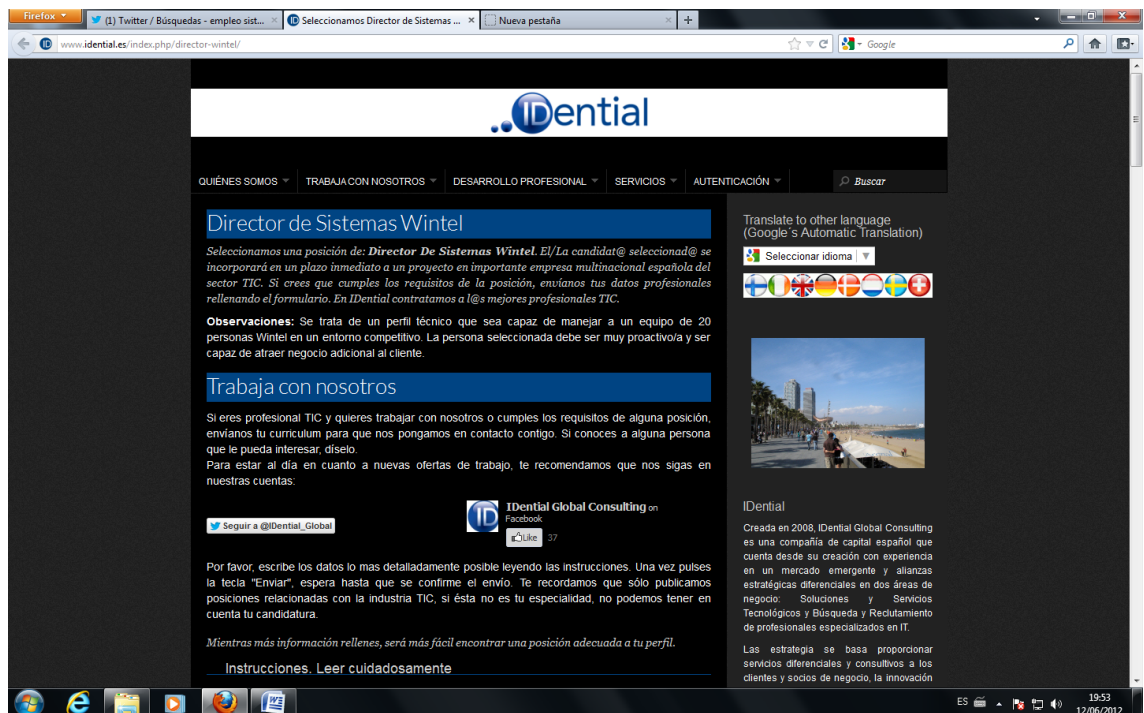 Firefox
(1) Twitter / Búsquedas - empleo sist...
Seleccionamos Director de Sistemas ...
Nueva pestaña
www.idential.es/index.php/director-wintel/
Google
IDential
QUIÉNES SOMOS
TRABAJA CON NOSOTROS
DESARROLLO PROFESIONAL
SERVICIOS
AUTENTICACIÓN
Buscar
Director de Sistemas Wintel
Seleccionamos una posición de: Director De Sistemas Wintel. El/La candidat@ seleccionad@ se
incorporará en un plazo inmediato a un proyecto en importante empresa multinacional española del
sector TIC. Si crees que cumples los requisitos de la posición, envíanos tus datos profesionales
rellenando el formulario. En IDential contratamos a l@s mejores profesionales TIC.
Observaciones: Se trata de un perfil técnico que sea capaz de manejar a un equipo de 20
personas Wintel en un entorno competitivo. La persona seleccionada debe ser muy proactivo/a y ser
capaz de atraer negocio adicional al cliente.
Trabaja con nosotros
Si eres profesional TIC y quieres trabajar con nosotros o cumples los requisitos de alguna posición,
envíanos tu curriculum para que nos pongamos en contacto contigo. Si conoces a alguna persona
que le pueda interesar, díselo.
Para estar al día en cuanto a nuevas ofertas de trabajo, te recomendamos que nos sigas en
nuestras cuentas:
Seguir a @IDential_Global
ID
IDential Global Consulting on
Facebook
Like 37
Por favor, escribe los datos lo mas detalladamente posible leyendo las instrucciones. Una vez pulses
la tecla "Enviar", espera hasta que se confirme el envío. Te recordamos que sólo publicamos
posiciones relacionadas con la industria TIC, si ésta no es tu especialidad, no podemos tener en
cuenta tu candidatura.
Mientras más información rellenes, será más fácil encontrar una posición adecuada a tu perfil.
Instrucciones. Leer cuidadosamente
Translate to other language
(Google´s Automatic Translation)
Seleccionar idioma
IDential
Creada en 2008, IDential Global Consulting
es una compañía de capital español que
cuenta desde su creación con experiencia
en un mercado emergente y alianzas
estratégicas diferenciales en dos áreas de
negocio: Soluciones y Servicios
Tecnológicos y Búsqueda y Reclutamiento
de profesionales especializados en IT.
Las estrategia se basa proporcionar
servicios diferenciales y consultivos a los
clientes y socios de negocio, la innovación
ES
19:53
12/06/2012